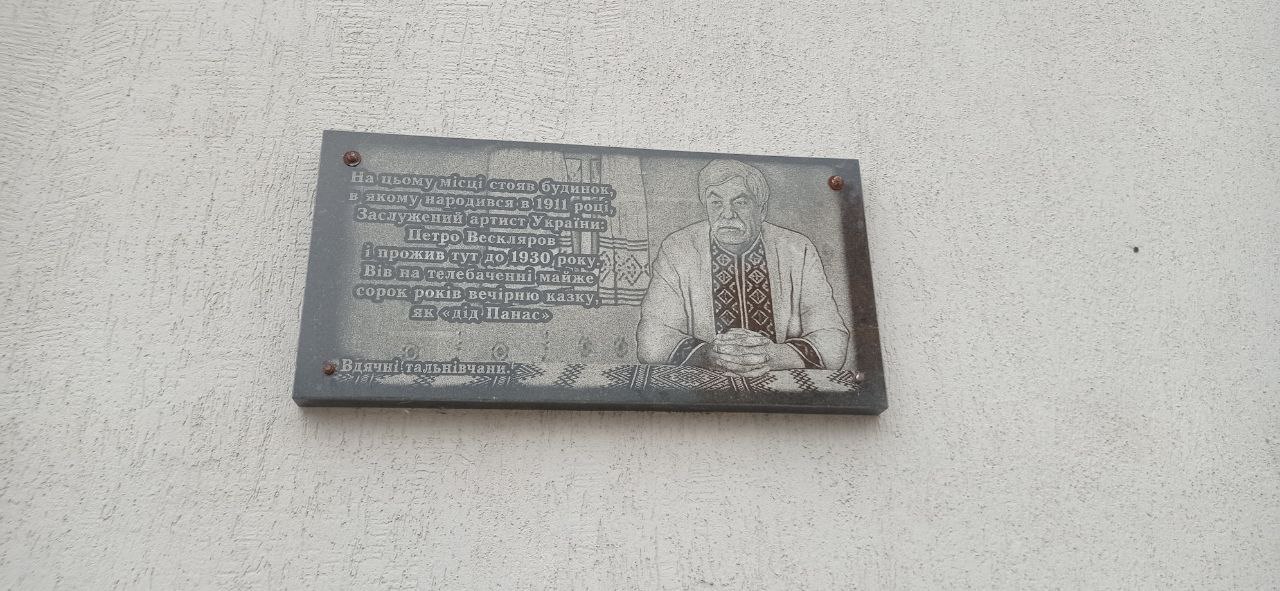 На цьому місці стояв будинок,
в якому народився в 1911 році,
Заслужений артист України:
Петро Вескляров
і прожив тут до 1930 року.
Вів на телебаченні майже
сорок років вечірню казку,
як «дід Панас»
Вдячні тальнівчани.